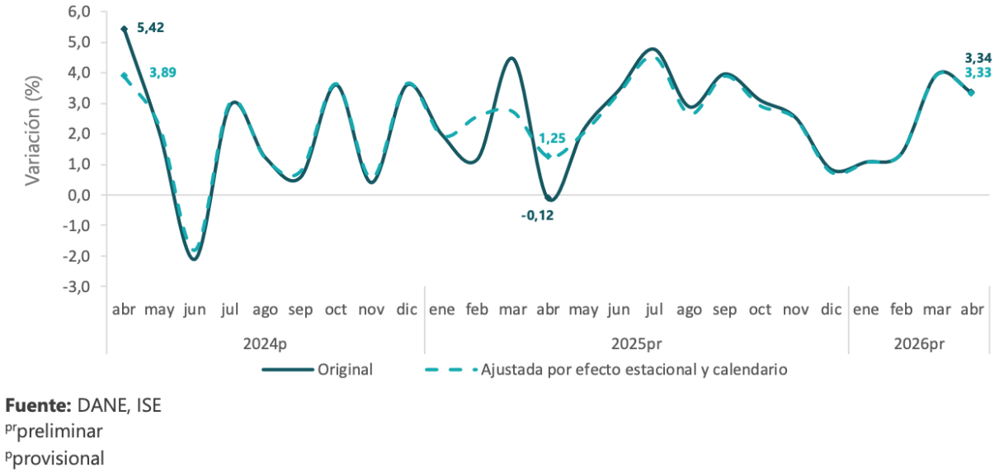 Variación (%)
6,0
5,0
4,0
3,0
2,0
1,0
0,0
-1,0
-2,0
-3,0
5,42
3,89
1,25
-0,12
3,34
3,33
abr may jun jul ago sep oct nov dic ene feb mar abr may jun jul ago sep oct nov dic ene feb mar abr
2024p 2025pr 2026pr
Original Ajustada por efecto estacional y calendario
Fuente: DANE, ISE
prpreliminar
pprovisional